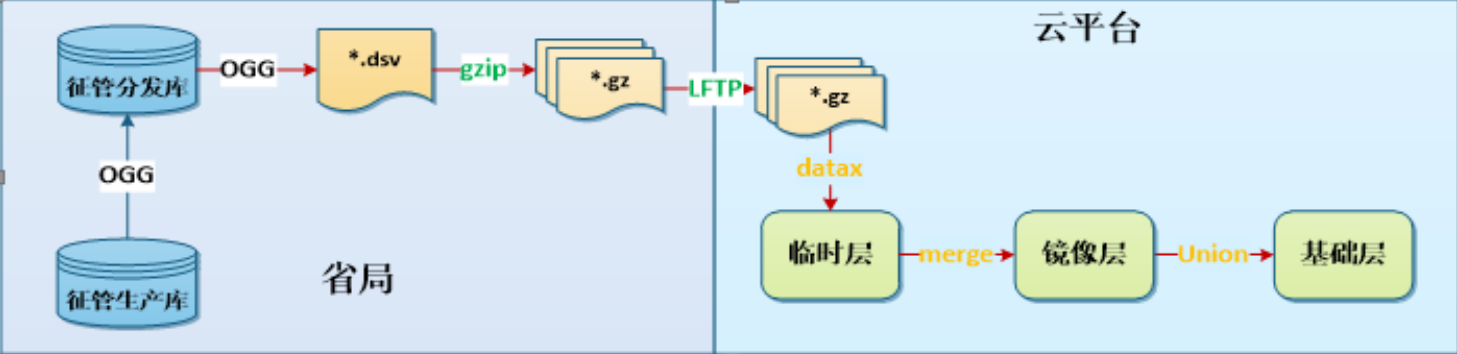 云平台
征管分发库
OGG
*.dsv
gzip
*.gz
LFTP
*.gz
OGG
datax
征管生产库
省局
临时层
merge
镜像层
Union
基础层